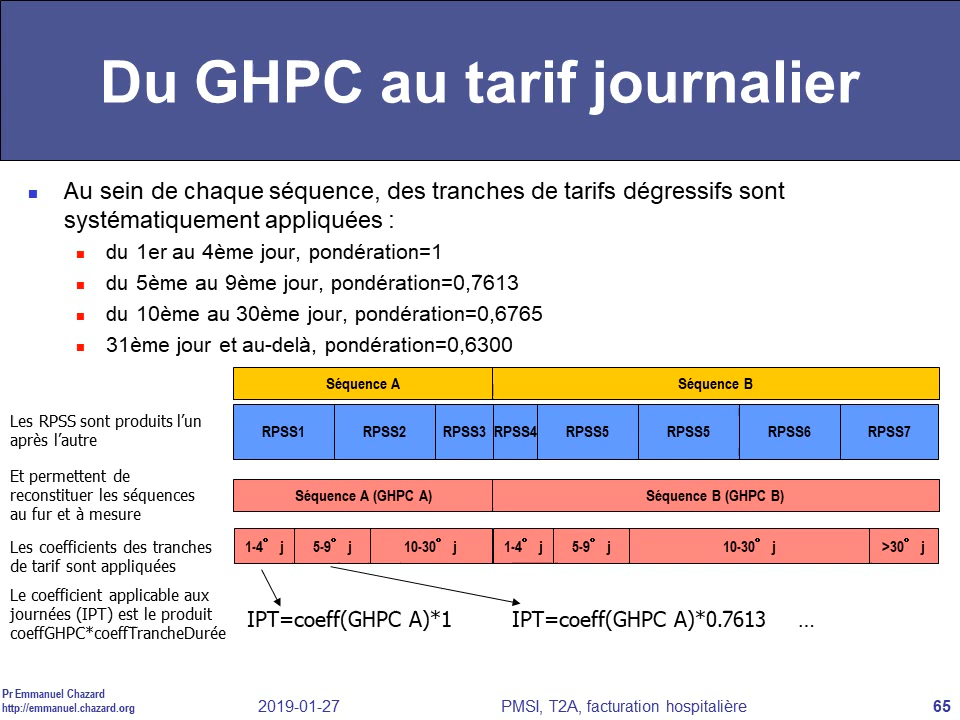 Du GHPC au tarif journalier
Au sein de chaque séquence, des tranches de tarifs dégressifs sont
systématiquement appliquées :
du 1er au 4ème jour, pondération=1
du 5ème au 9ème jour, pondération=0,7613
du 10ème au 30ème jour, pondération=0,6765
31ème jour et au-delà, pondération=0,6300
Séquence A
Séquence B
Les RPSS sont produits l’un
après l’autre
RPSS1
RPSS2
RPSS3
RPSS4
RPSS5
RPSS5
RPSS6
RPSS7
Et permettent de
reconstituer les séquences
au fur et à mesure
Séquence A (GHPC A)
Séquence B (GHPC B)
Les coefficients des tranches
de tarif sont appliquées
1-4° j
5-9° j
10-30° j
1-4° j
5-9° j
10-30° j
>30° j
Le coefficient applicable aux
journées (IPT) est le produit
coeffGHPC*coeffTrancheDurée
IPT=coeff(GHPC A)*1
IPT=coeff(GHPC A)*0.7613
...
Pr Emmanuel Chazard
http://emmanuel.chazard.org
2019-01-27
PMSI, T2A, facturation hospitalière
65